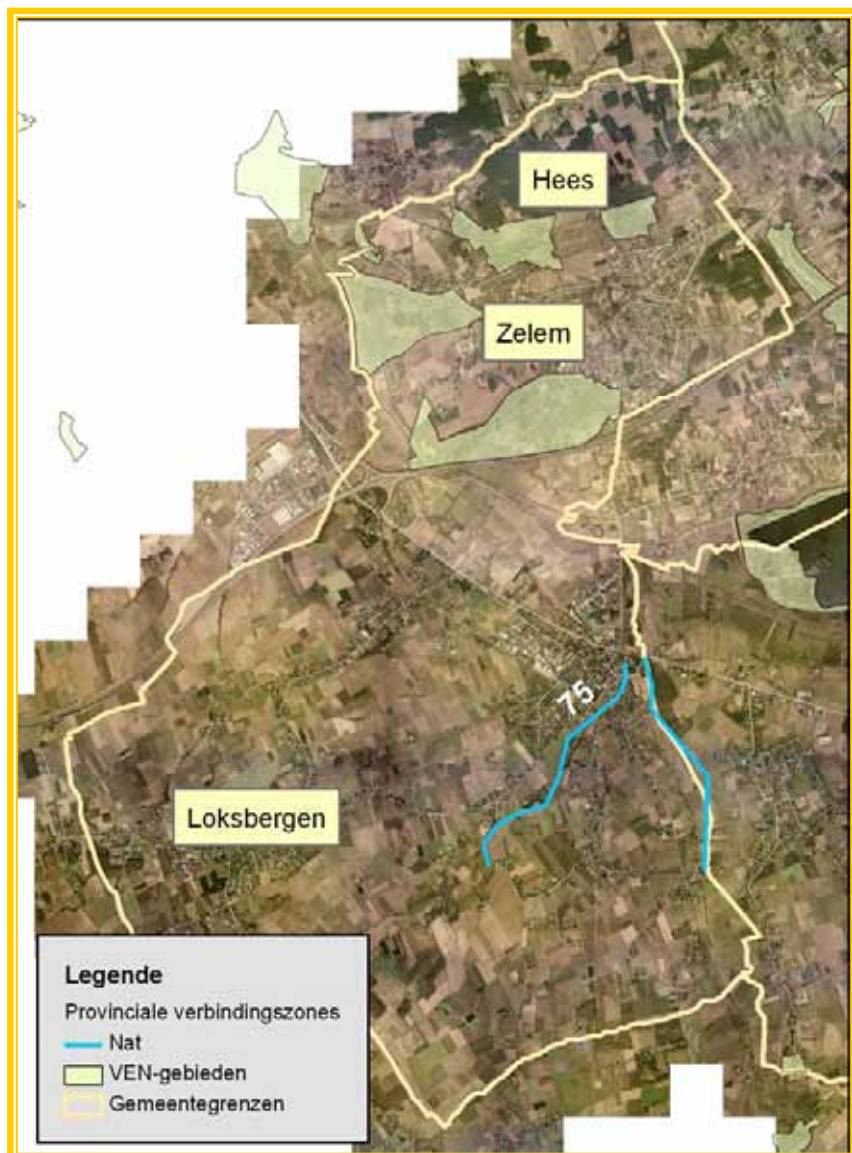 Hees
Zelem
75
Loksbergen
Legende
Provinciale verbindingszones
Nat
VEN-gebieden
Gemeentegrenzen